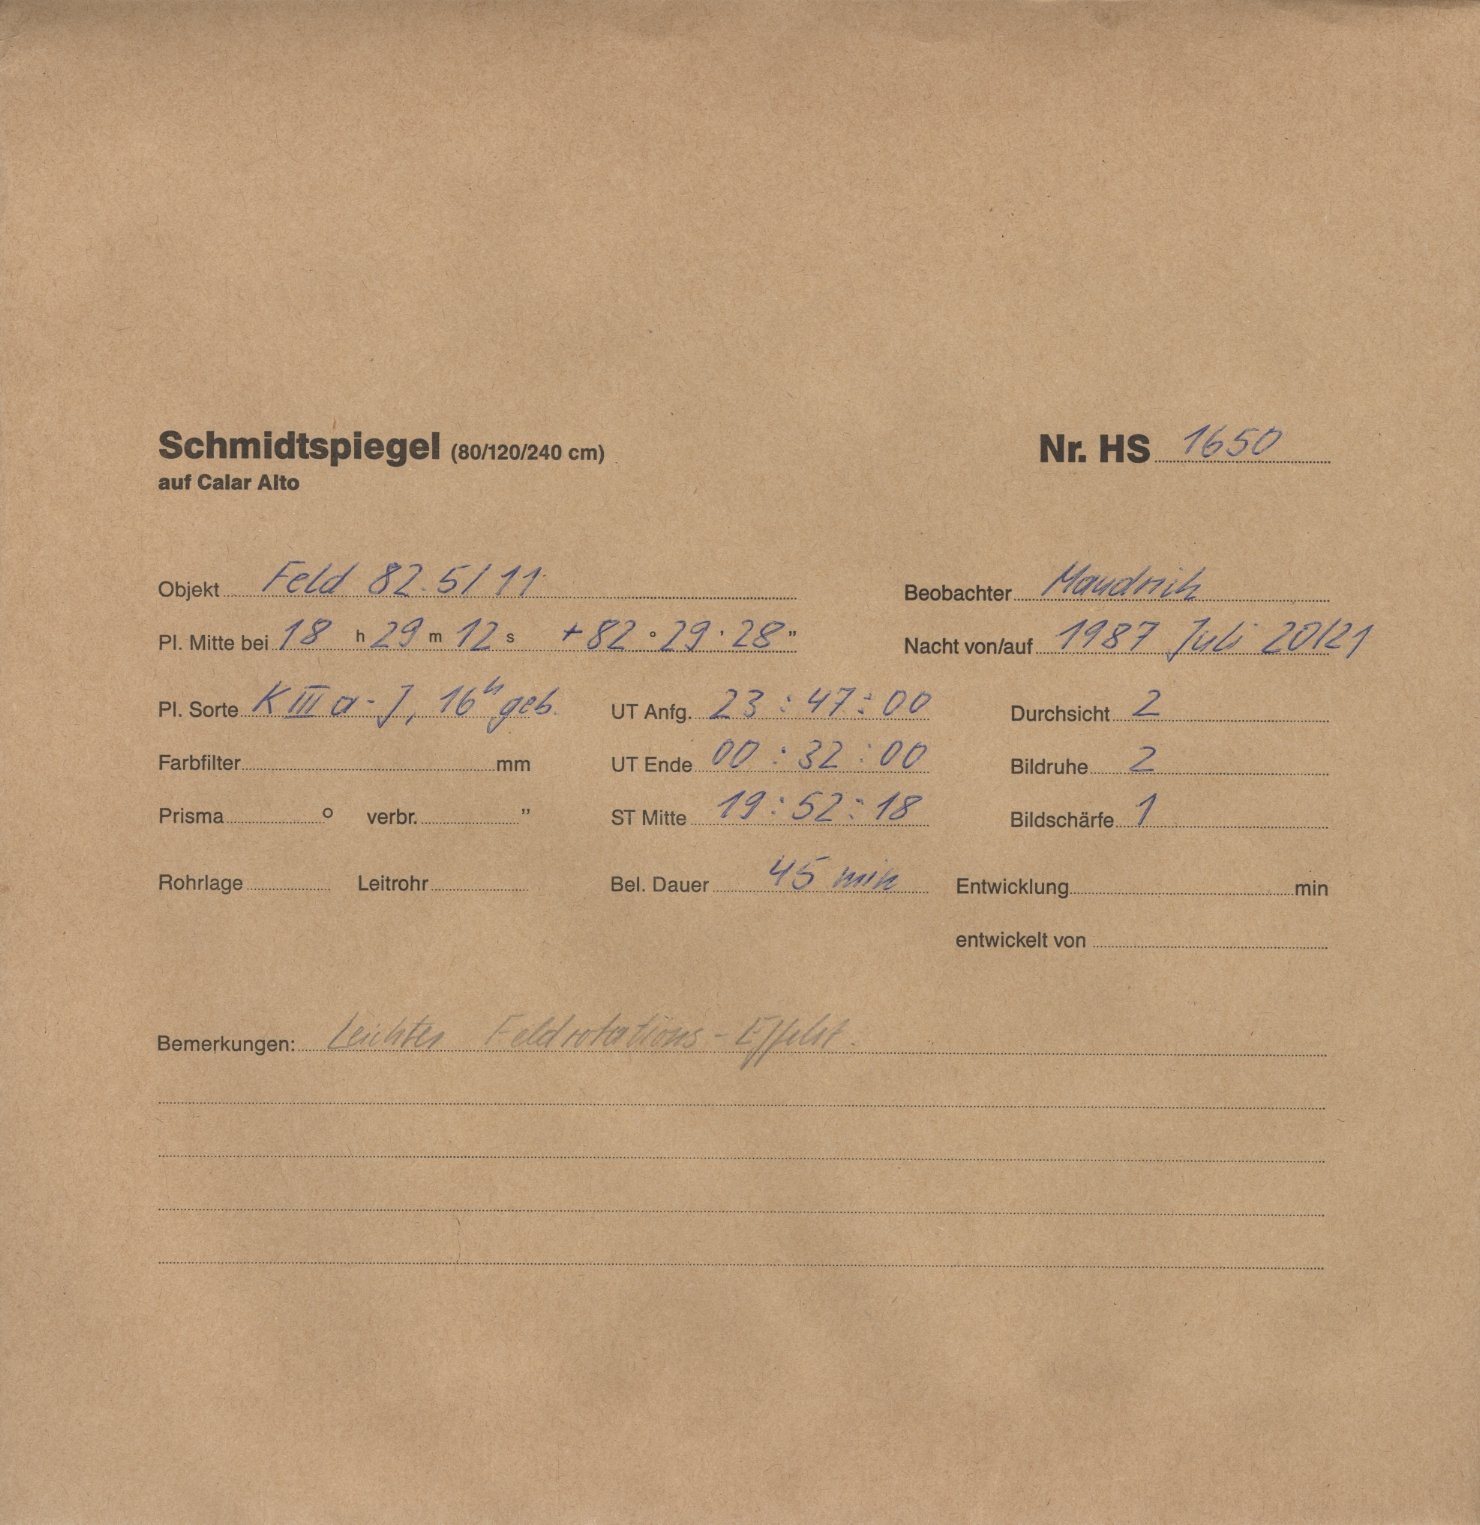 Schmidtspiegel (80/120/240 cm) Nr. HS 1650
auf Calar Alto
Objekt Feld 82.5/11 Beobachter Mandrik
Pl. Mitte bei 18 h 29 m 12 s +82 ° 29 ' 28 " Nacht von/auf 1987 Juli 20/21
Pl. Sorte K III a-J, 16h geb. UT Anfg. 23:47:00 Durchsicht 2
Farbfilter mm UT Ende 00:32:00 Bildruhe 2
Prisma ° verbr. " ST Mitte 19:52:18 Bildschärfe 1
Rohrlage Leitrohr Bel. Dauer 45 min Entwicklung min
entwickelt von
Bemerkungen: Leichter Feldrotations-Effekt.